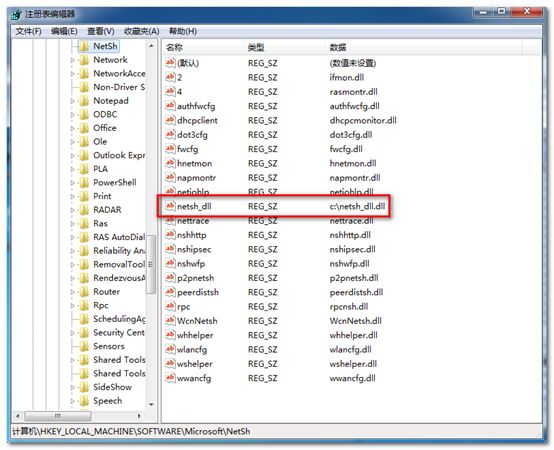 注册表编辑器
文件(F) 编辑(E) 查看(V) 收藏夹(A) 帮助(H)
NetSh
Network
NetworkAcce
Non-Driver S
Notepad
ODBC
Office
Ole
Outlook Expr
PLA
PowerShell
Print
RADAR
Ras
RAS AutoDial
Reliability Ana
RemovalTool
RendezvousA
Router
Rpc
SchedulingAg
Security Cent
Sensors
Shared Tools
Shared Tools
SideShow
Speech
名称 类型 数据
(默认) REG_SZ (数值未设置)
2 REG_SZ ifmon.dll
4 REG_SZ rasmontr.dll
authfwcfg REG_SZ authfwcfg.dll
dhcpclient REG_SZ dhcpcmonitor.dll
dot3cfg REG_SZ dot3cfg.dll
fwcfg REG_SZ fwcfg.dll
hnetmon REG_SZ hnetmon.dll
napmontr REG_SZ napmontr.dll
netiohlp REG_SZ netiohlp.dll
netsh_dll REG_SZ c:\netsh_dll.dll
nettrace REG_SZ nettrace.dll
nshhttp REG_SZ nshhttp.dll
nshipsec REG_SZ nshipsec.dll
nshwfp REG_SZ nshwfp.dll
p2pnetsh REG_SZ p2pnetsh.dll
peerdistsh REG_SZ peerdistsh.dll
rpc REG_SZ rpcnsh.dll
WcnNetsh REG_SZ WcnNetsh.dll
whhelper REG_SZ whhelper.dll
wlancfg REG_SZ wlancfg.dll
wshelper REG_SZ wshelper.dll
wwancfg REG_SZ wwancfg.dll
计算机\HKEY_LOCAL_MACHINE\SOFTWARE\Microsoft\NetSh